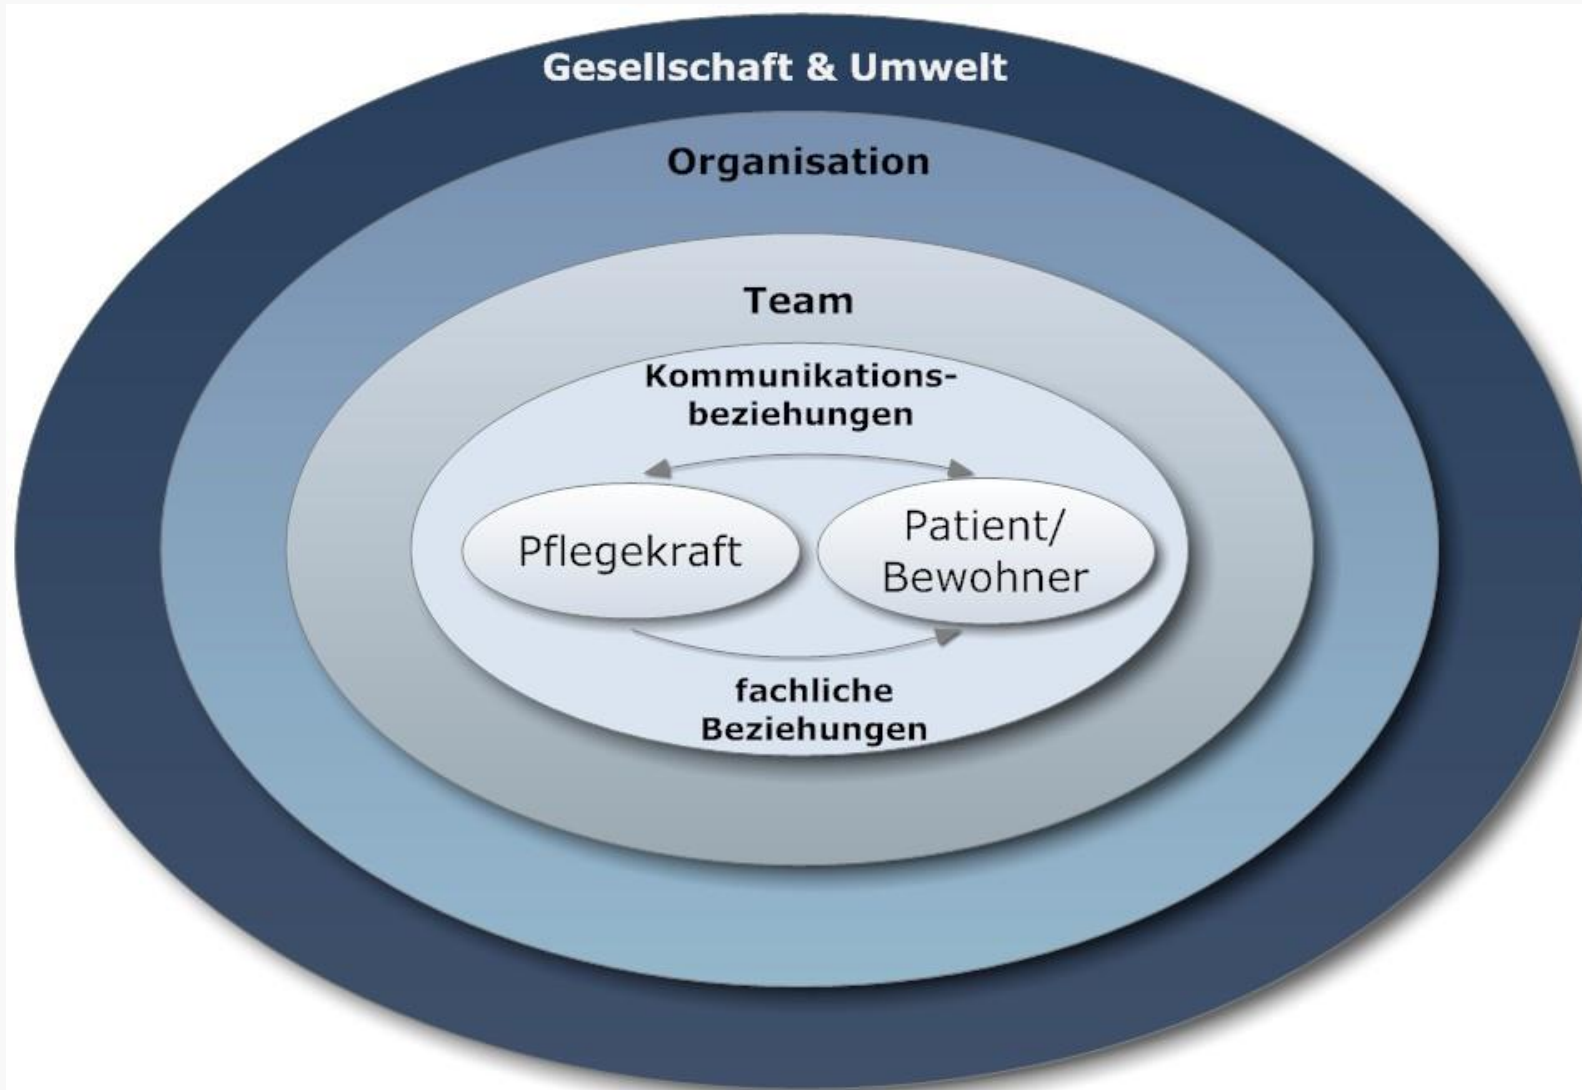 Gesellschaft & Umwelt
Organisation
Team
Kommunikations-
beziehungen
Pflegekraft
Patient/
Bewohner
fachliche
Beziehungen